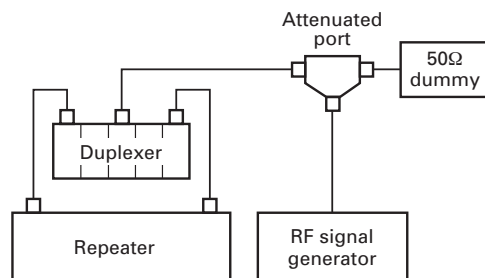 Attenuated
port
50Ω
dummy
Duplexer
Repeater
RF signal
generator